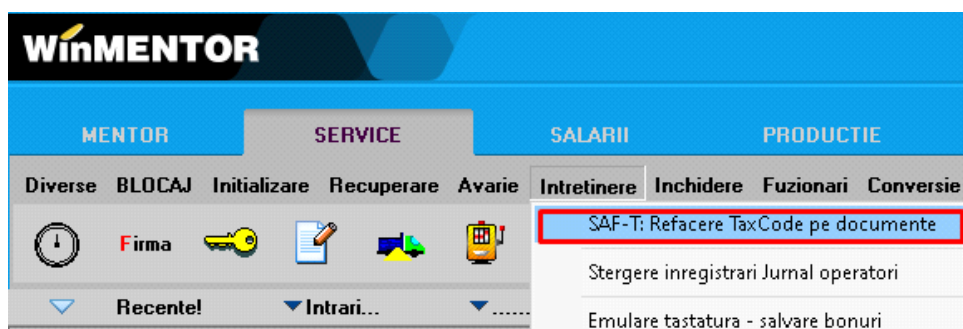 WinMENTOR
MENTOR SERVICE SALARII PRODUCTIE
Diverse BLOCAJ Initializare Recuperare Avarie Intretinere Inchidere Fuzionari Conversie
Firma
SAF-T: Refacere TaxCode pe documente
Stergere inregistrari Jurnal operatori
Recente! Intrari... ......
Emulare tastatura - salvare bonuri